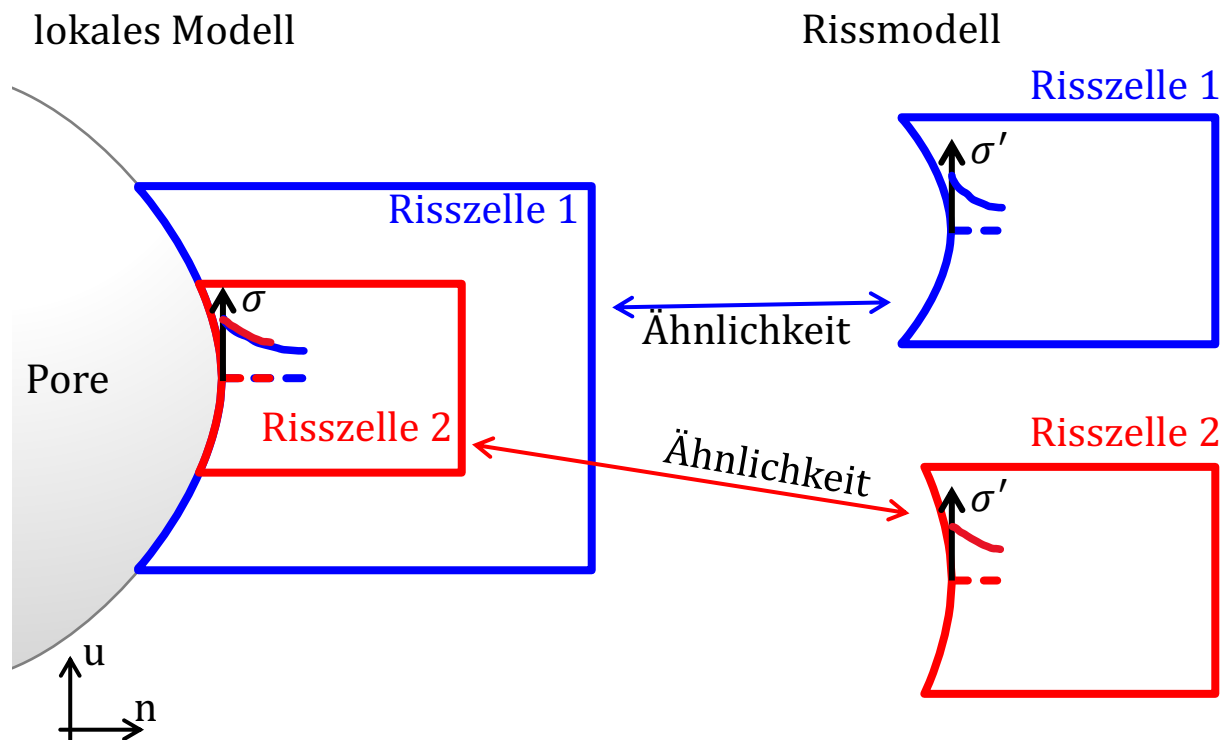 lokales Modell
Rissmodell
Risszelle 1
σ′
Risszelle 1
σ
Ähnlichkeit
Pore
Risszelle 2
Risszelle 2
Ähnlichkeit
σ′
u
n